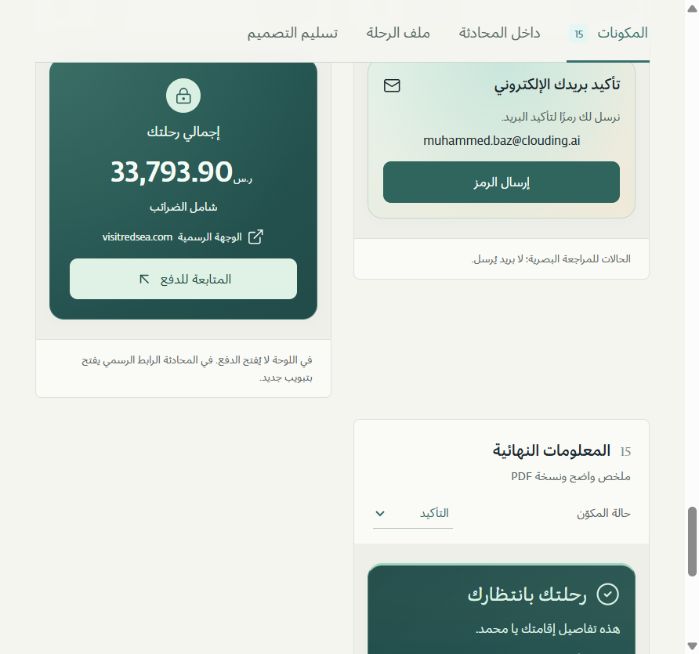 المكونات 15
داخل المحادثة
ملف الرحلة
تسليم التصميم
تأكيد بريدك الإلكتروني
نرسل لك رمزًا لتأكيد البريد.
muhammed.baz@clouding.ai
إرسال الرمز
الحالات للمراجعة البصرية؛ لا بريد يُرسل.
إجمالي رحلتك
33,793.90 ر.س
شامل الضرائب
الوجهة الرسمية visitredsea.com
المتابعة للدفع
في اللوحة لا يُفتح الدفع. في المحادثة الرابط الرسمي يفتح
بتبويب جديد.
15 المعلومات النهائية
ملخص واضح ونسخة PDF
حالة المكوّن
التأكيد
رحلتك بانتظارك
هذه تفاصيل إقامتك يا محمد.